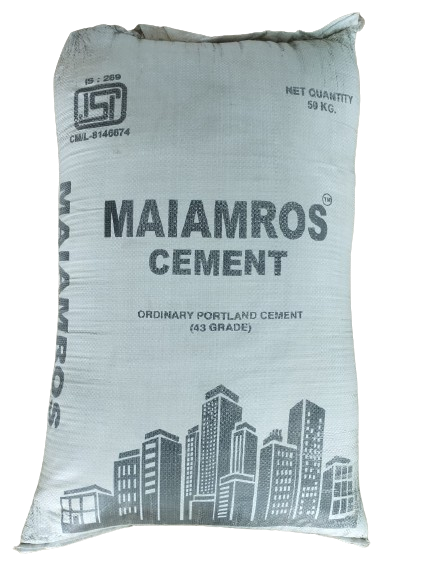 IS : 269
ISI
CM/L-8146674
NET QUANTITY
50 KG.
MAIAMROS
MAIAMROS TM
CEMENT
ORDINARY PORTLAND CEMENT
(43 GRADE)